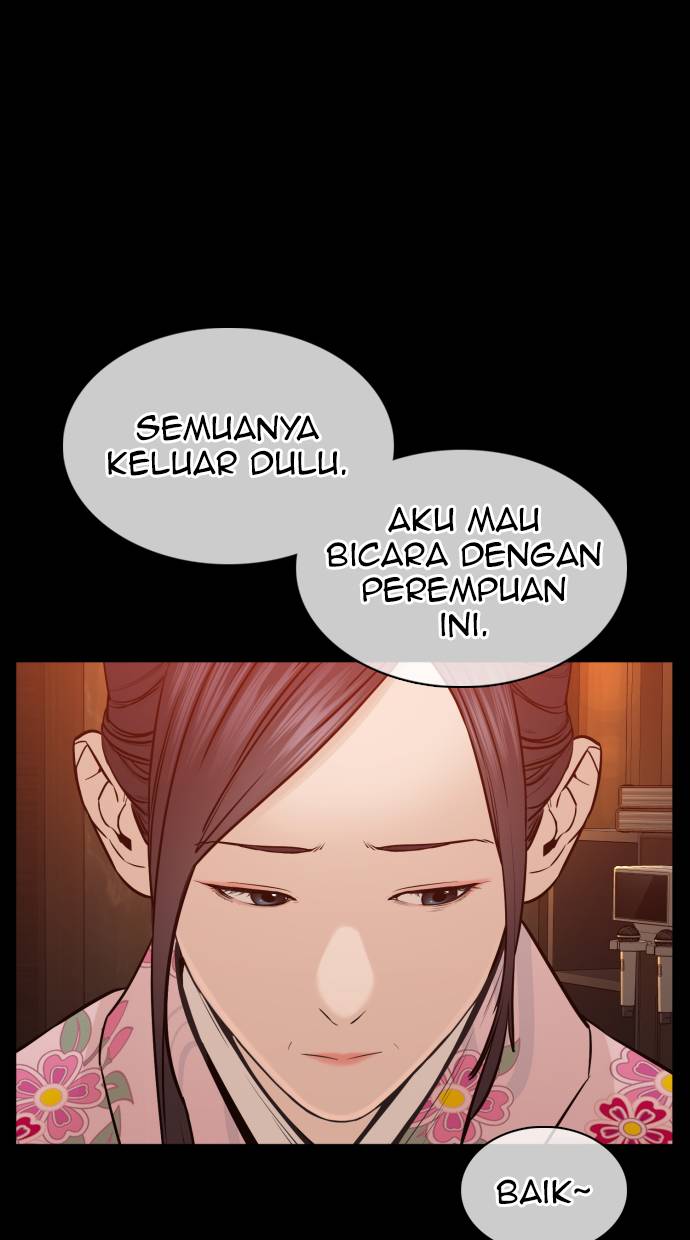 SEMUANYA
KELUAR DULU.
AKU MAU
BICARA DENGAN
PEREMPUAN
INI.
BAIK~